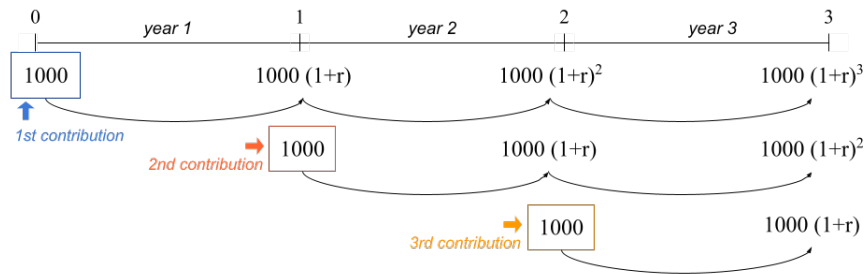 0 1 2 3
year 1 year 2 year 3
1000 1000 (1+r) 1000 (1+r)² 1000 (1+r)³
1st contribution
1000 1000 (1+r) 1000 (1+r)²
2nd contribution
1000 1000 (1+r)
3rd contribution